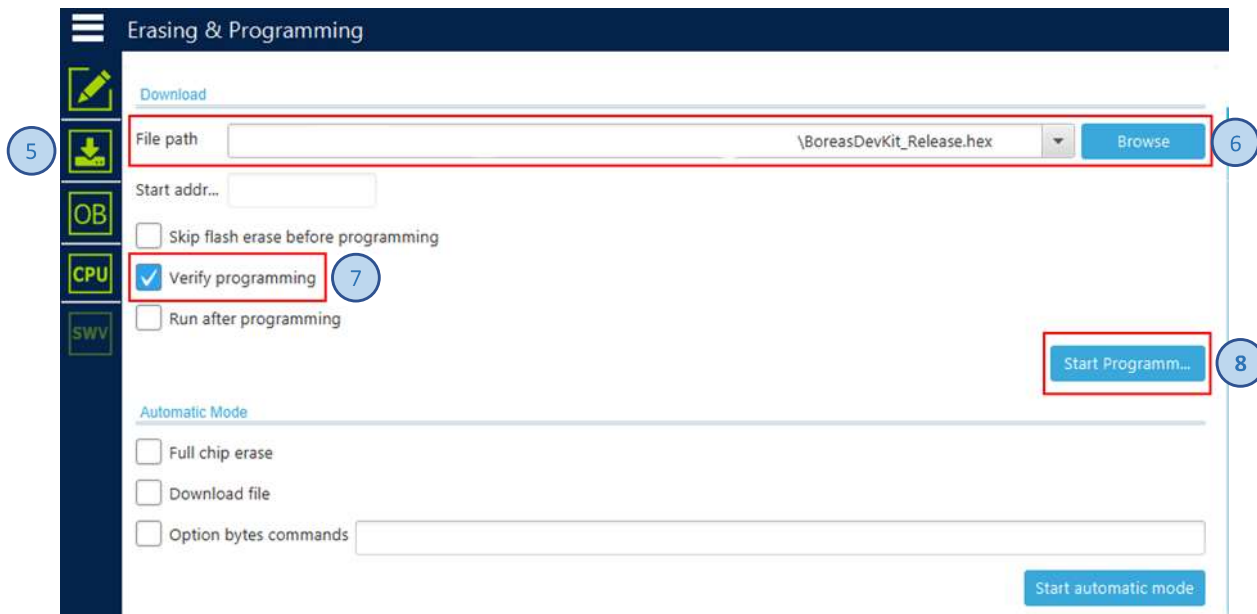 Erasing & Programming
Download
5
File path
\BoreasDevKit_Release.hex
Browse
6
Start addr...
OB
Skip flash erase before programming
CPU
Verify programming
7
SWV
Run after programming
Start Programm...
8
Automatic Mode
Full chip erase
Download file
Option bytes commands
Start automatic mode